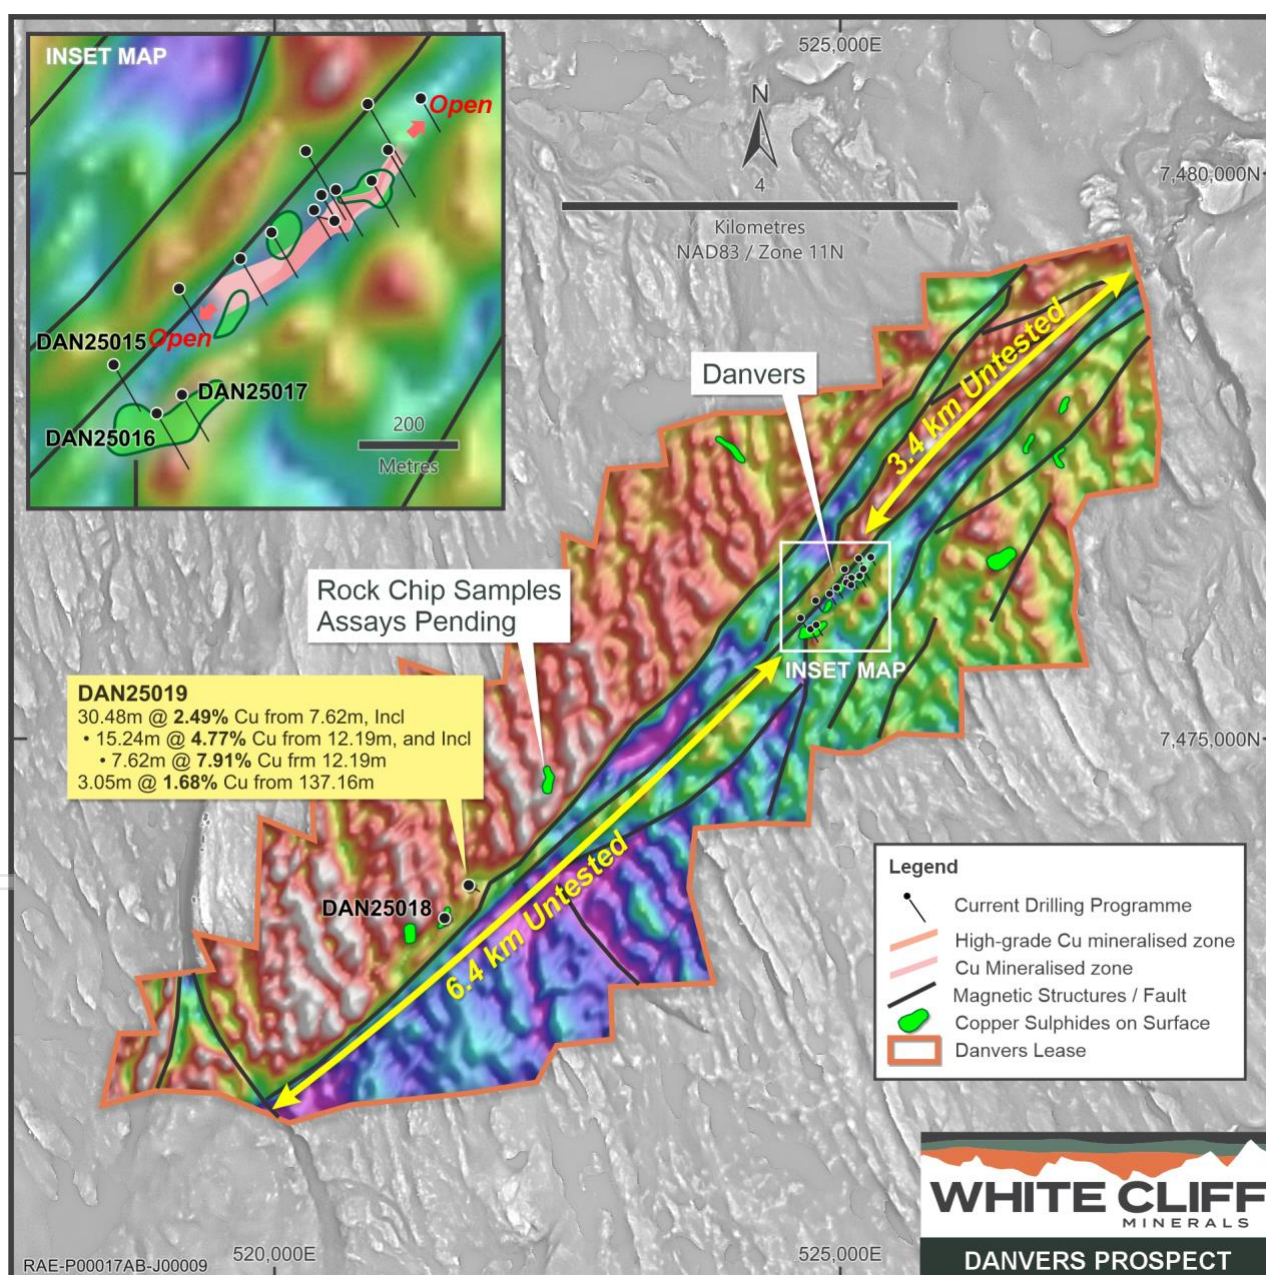 INSET MAP
Open
Open
DAN25015
DAN25017
DAN25016
200
Metres
525,000E
N
4
Kilometres
NAD83 / Zone 11N
7,480,000N
Danvers
3.4 km Untested
Rock Chip Samples
Assays Pending
INSET MAP
DAN25019
30.48m @ 2.49% Cu from 7.62m, Incl
• 15.24m @ 4.77% Cu from 12.19m, and Incl
• 7.62m @ 7.91% Cu frm 12.19m
3.05m @ 1.68% Cu from 137.16m
7,475,000N
6.4 km Untested
DAN25018
Legend
Current Drilling Programme
High-grade Cu mineralised zone
Cu Mineralised zone
Magnetic Structures / Fault
Copper Sulphides on Surface
Danvers Lease
WHITE CLIFF
MINERALS
DANVERS PROSPECT
RAE-P00017AB-J00009
520,000E
525,000E